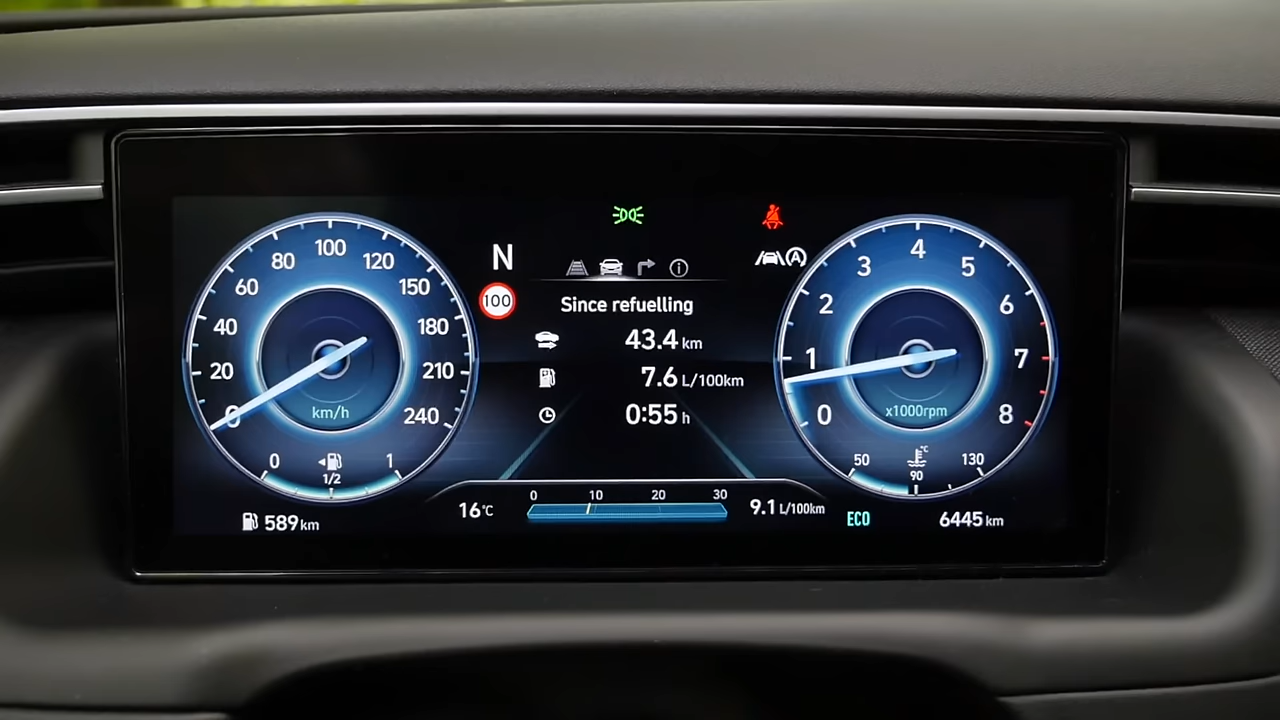 N
100
Since refuelling
43.4 km
7.6 L/100km
0:55 h
0
20
40
60
80
100
120
150
180
210
240
km/h
0
1/2
1
589 km
16°C
0 10 20 30
9.1 L/100km
A
0
1
2
3
4
5
6
7
8
x1000rpm
50
°C
90
130
ECO
6445 km